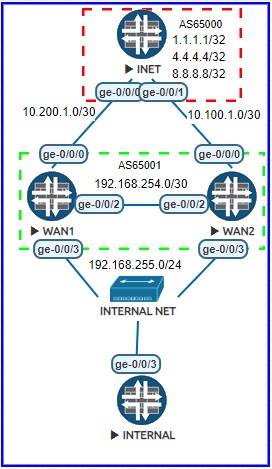 AS65000
1.1.1.1/32
4.4.4.4/32
8.8.8.8/32
INET
ge-0/0/0
ge-0/0/1
10.200.1.0/30
10.100.1.0/30
ge-0/0/0
ge-0/0/0
AS65001
192.168.254.0/30
ge-0/0/2
ge-0/0/2
WAN1
WAN2
ge-0/0/3
ge-0/0/3
192.168.255.0/24
INTERNAL NET
ge-0/0/3
INTERNAL